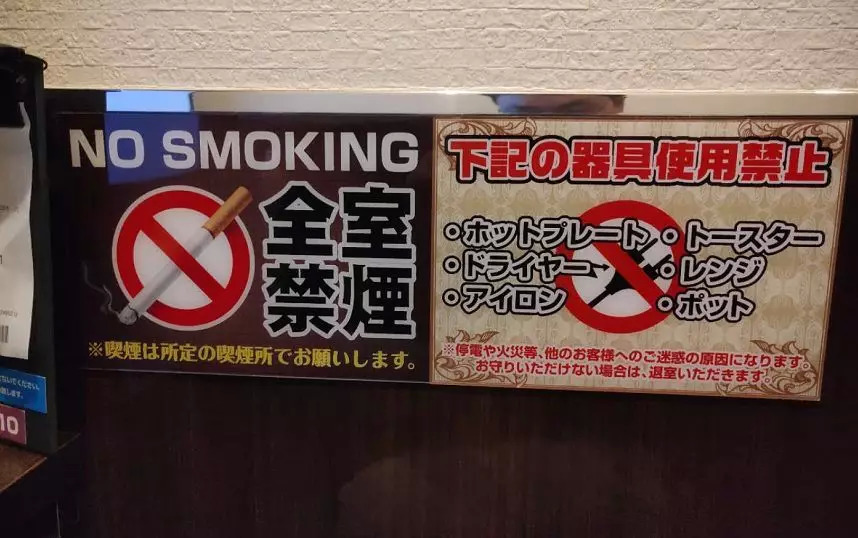 NO SMOKING
全室
禁煙
※喫煙は所定の喫煙所でお願いします。
下記の器具使用禁止
・ホットプレート
・ドライヤー
・アイロン
・トースター
・レンジ
・ポット
※停電や火災等、他のお客様へのご迷惑の原因になります。
お守りいただけない場合は、退室いただきます。
10